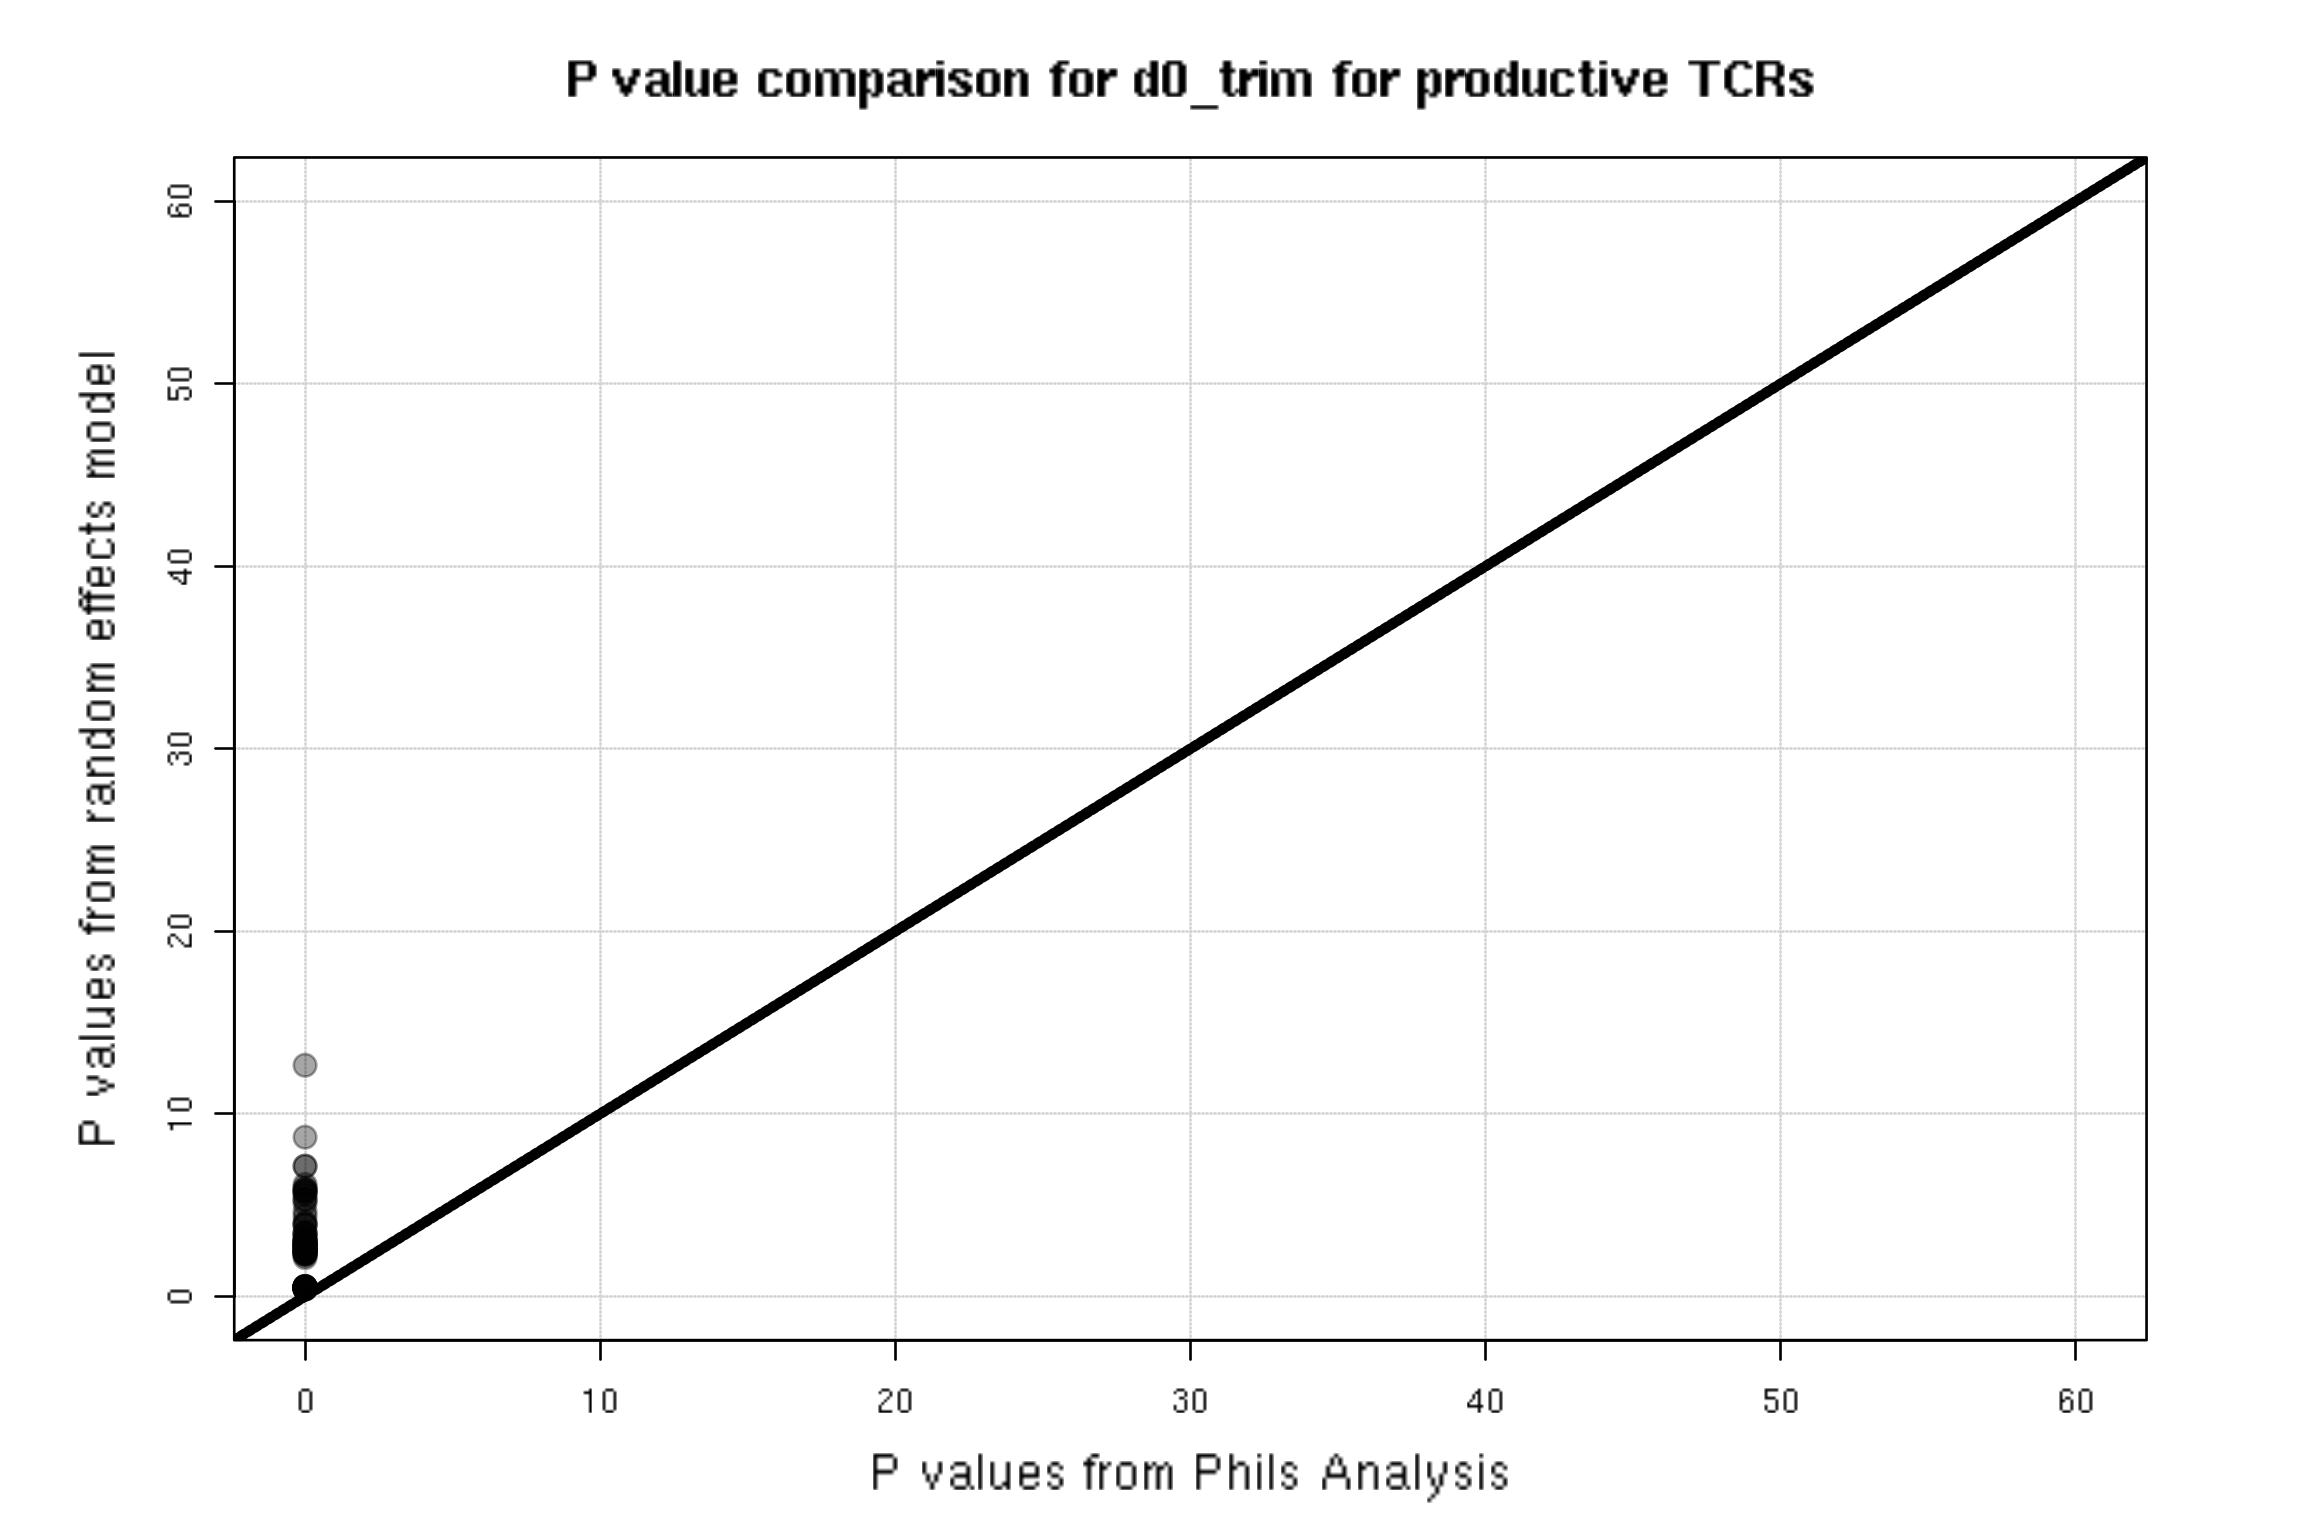 P value comparison for d0_trim for productive TCRs
P values from random effects model
60
50
40
30
20
10
0
0 10 20 30 40 50 60
P values from Phils Analysis